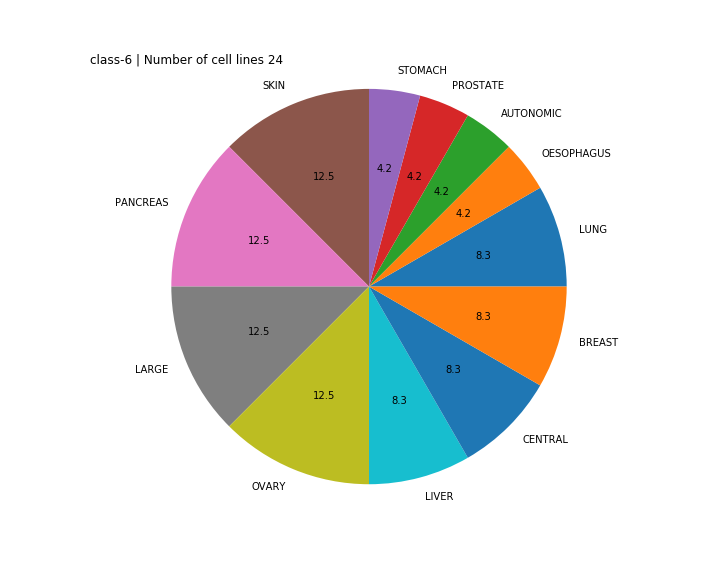 class-6 | Number of cell lines 24
STOMACH
SKIN
PROSTATE
AUTONOMIC
OESOPHAGUS
4.2
12.5
4.2
4.2
PANCREAS
4.2
LUNG
12.5
8.3
8.3
12.5
BREAST
LARGE
8.3
12.5
8.3
CENTRAL
OVARY
LIVER